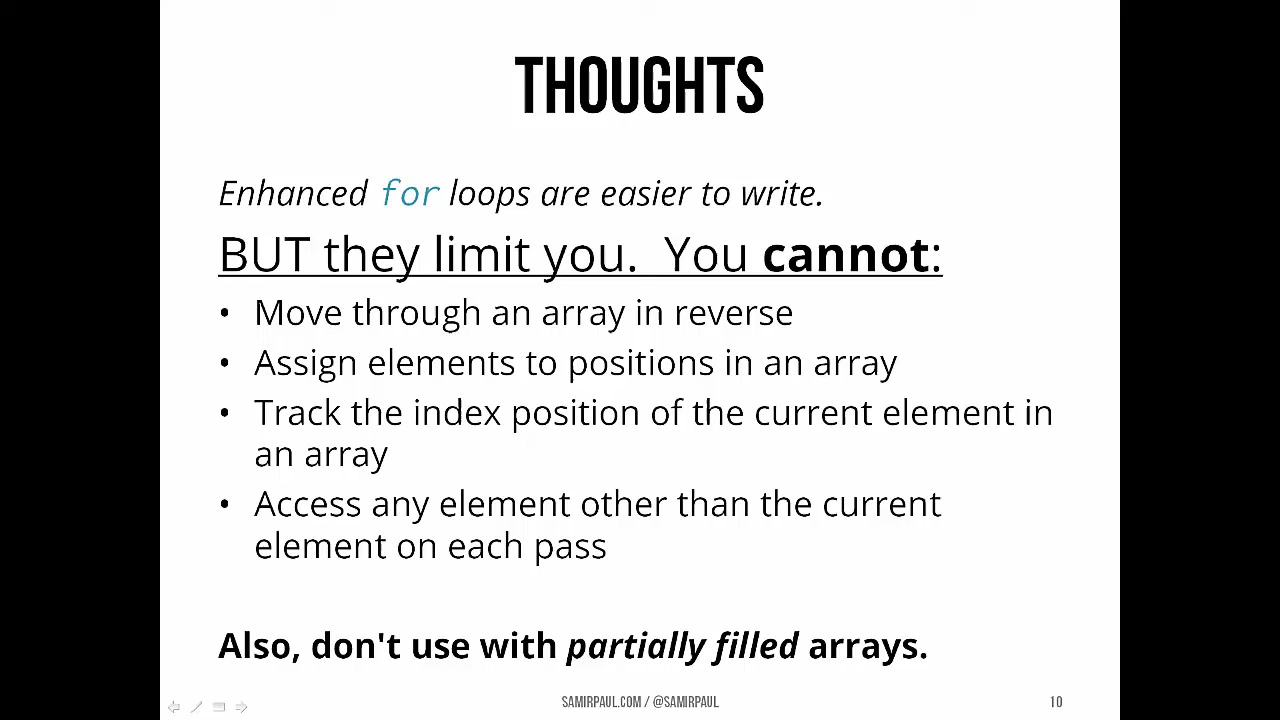 THOUGHTS
Enhanced for loops are easier to write.
BUT they limit you.  You cannot:
• Move through an array in reverse
• Assign elements to positions in an array
• Track the index position of the current element in
an array
• Access any element other than the current
element on each pass
Also, don't use with partially filled arrays.
SAMIRPAUL.COM / @SAMIRPAUL
10